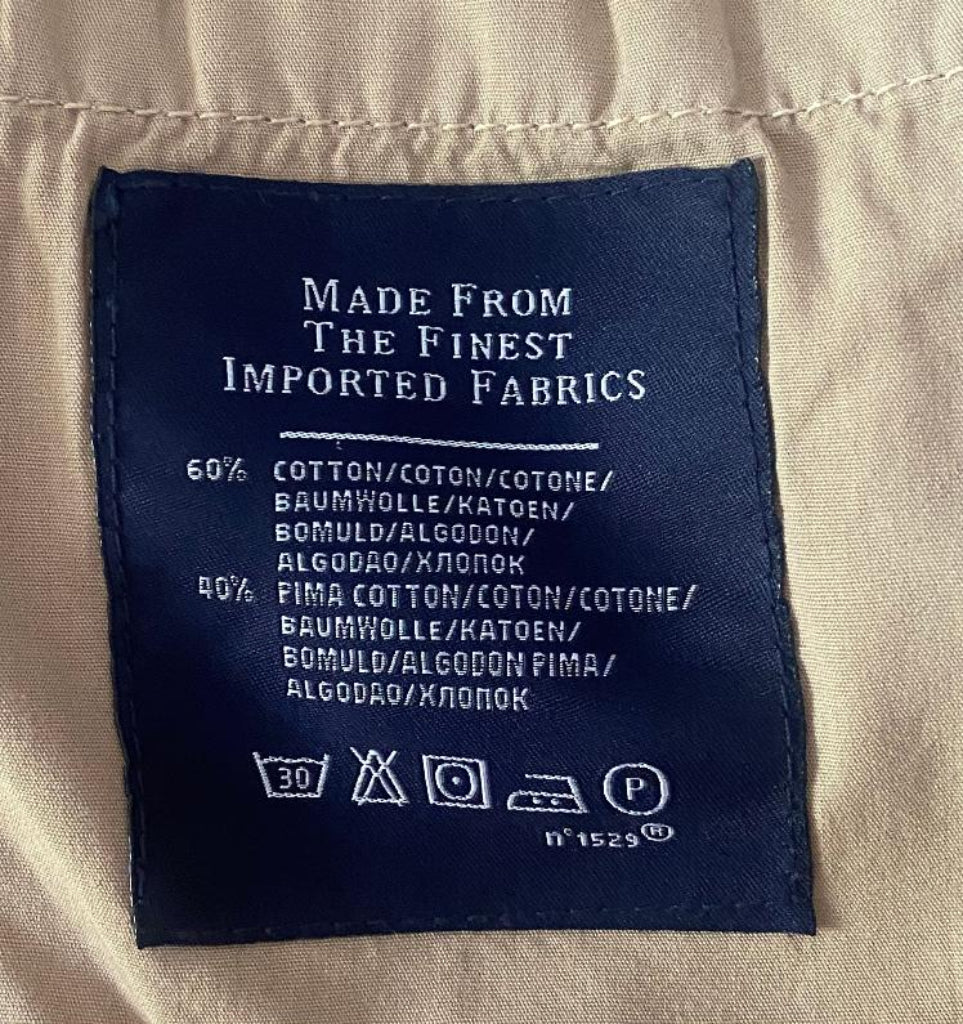 MADE FROM
THE FINEST
IMPORTED FABRICS
60% COTTON/COTON/COTONE/
BAUMWOLLE/KATOEN/
BOMULD/ALGODON/
ALGODAO/ХЛОПОК
40% PIMA COTTON/COTON/COTONE/
BAUMWOLLE/KATOEN/
BOMULD/ALGODON PIMA/
ALGODAO/ХЛОПОК
30 P
n°1529®